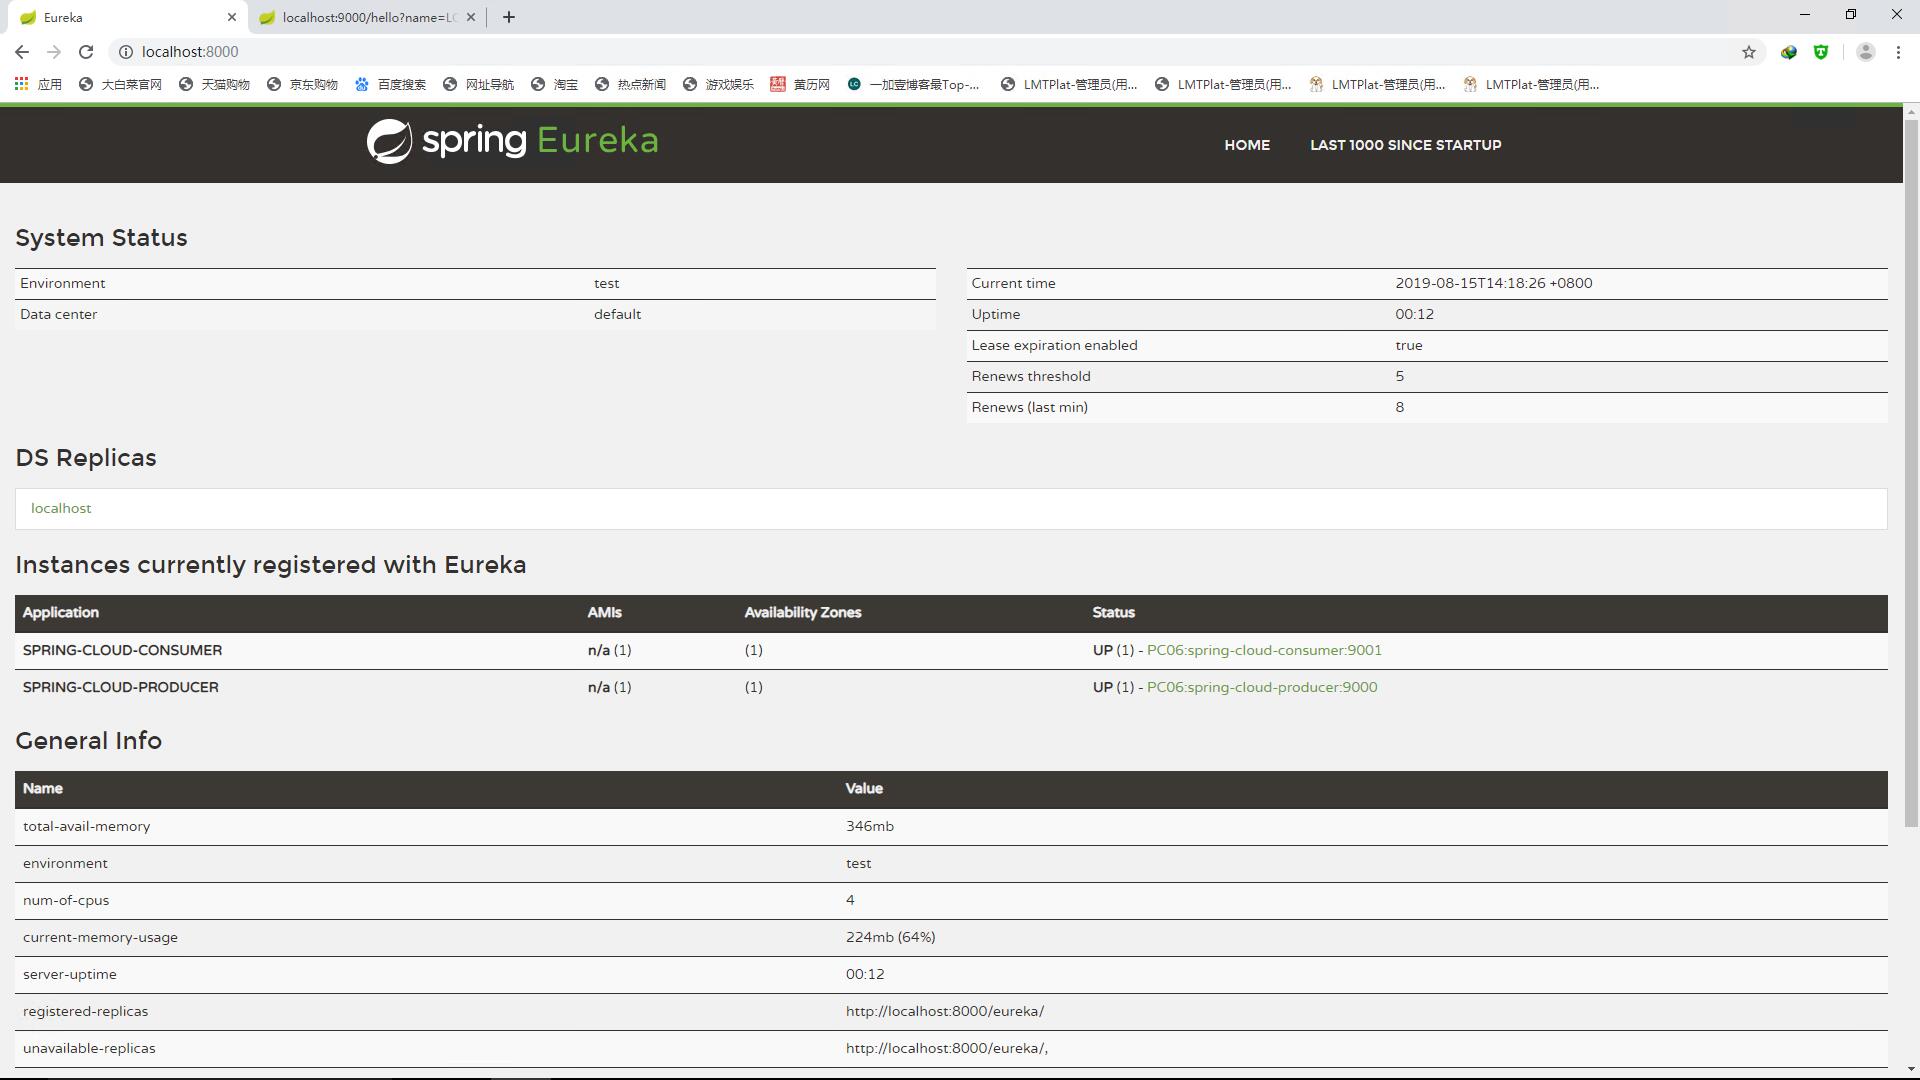 Eureka
localhost:9000/hello?name=LC
localhost:8000
应用 大白菜官网 天猫购物 京东购物 百度搜索 网址导航 淘宝 热点新闻 游戏娱乐 黄历网 一加壹博客最Top-... LMTPlat-管理员(用... LMTPlat-管理员(用... LMTPlat-管理员(用... LMTPlat-管理员(用...
spring Eureka
HOME LAST 1000 SINCE STARTUP
System Status
Environment test
Data center default
Current time 2019-08-15T14:18:26 +0800
Uptime 00:12
Lease expiration enabled true
Renews threshold 5
Renews (last min) 8
DS Replicas
localhost
Instances currently registered with Eureka
Application AMIs Availability Zones Status
SPRING-CLOUD-CONSUMER n/a (1) (1) UP (1) - PC06:spring-cloud-consumer:9001
SPRING-CLOUD-PRODUCER n/a (1) (1) UP (1) - PC06:spring-cloud-producer:9000
General Info
Name Value
total-avail-memory 346mb
environment test
num-of-cpus 4
current-memory-usage 224mb (64%)
server-uptime 00:12
registered-replicas http://localhost:8000/eureka/
unavailable-replicas http://localhost:8000/eureka/,